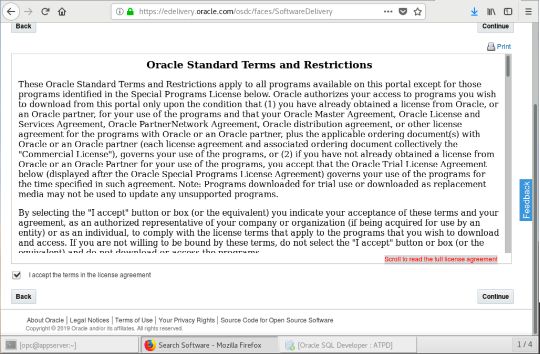 https://edelivery.oracle.com/osdc/faces/SoftwareDelivery
Back
Continue
Print
Oracle Standard Terms and Restrictions
These Oracle Standard Terms and Restrictions apply to all programs available on this portal except for those
programs identified in the Special Programs License below. Oracle authorizes your access to programs you wish
to download from this portal only upon the condition that (1) you have already obtained a license from Oracle, or
an Oracle partner, for your use of the programs and that your Oracle Master Agreement, Oracle License and
Services Agreement, Oracle PartnerNetwork Agreement, Oracle distribution agreement, or other license
agreement for the programs with Oracle or an Oracle partner, plus the applicable ordering document(s) with
Oracle or an Oracle partner (each license agreement and associated ordering document collectively the
"Commercial License"), governs your use of the programs, or (2) if you have not already obtained a license from
Oracle or an Oracle Partner for your use of the programs, you accept that the Oracle Trial License Agreement
below (displayed after the Oracle Special Programs License Agreement) governs your use of the programs for
the time specified in such agreement. Note: Programs downloaded for trial use or downloaded as replacement
media may not be used to update any unsupported programs.
By selecting the "I accept" button or box (or the equivalent) you indicate your acceptance of these terms and your
agreement, as an authorized representative of your company or organization (if being acquired for use by an
entity) or as an individual, to comply with the license terms that apply to the programs that you wish to download
and access. If you are not willing to be bound by these terms, do not select the "I accept" button or box (or the
equivalent) and do not download or access the programs.
Scroll to read the full license agreement
Feedback
I accept the terms in the license agreement
Back
Continue
About Oracle | Legal Notices | Terms of Use | Your Privacy Rights | Source Code for Open Source Software
Copyright © 2019 Oracle and/or its affiliates. All rights reserved.
[opc@appserver:~]
Search Software - Mozilla Firefox
[Oracle SQL Developer : ATPD]
1 / 4